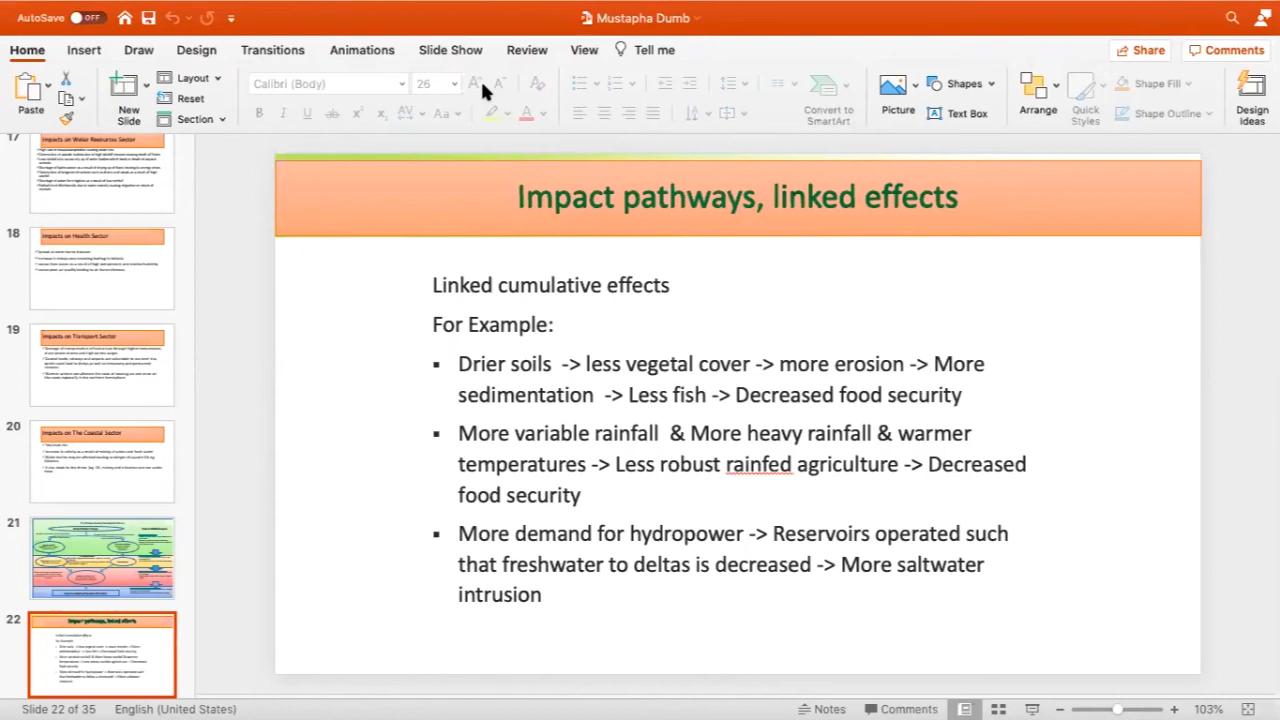 AutoSave OFF Mustapha Dumb
Home Insert Draw Design Transitions Animations Slide Show Review View Tell me Share Comments
Paste New Slide Layout Reset Section Calibri (Body) 26 Convert to SmartArt Picture Shapes Text Box Arrange Quick Styles Shape Fill Shape Outline Design Ideas
17
Impacts on Water Resources Sector
18
Impacts on Health Sector
19
Impacts on Transport Sector
20
Impacts on The Coastal Sector
21
22
Impact pathways, linked effects
Impact pathways, linked effects
Linked cumulative effects
For Example:
▪ Drier soils -> less vegetal cover -> more erosion -> More
sedimentation -> Less fish -> Decreased food security
▪ More variable rainfall & More heavy rainfall & warmer
temperatures -> Less robust rainfed agriculture -> Decreased
food security
▪ More demand for hydropower -> Reservoirs operated such
that freshwater to deltas is decreased -> More saltwater
intrusion
Slide 22 of 35 English (United States) Notes Comments 103%